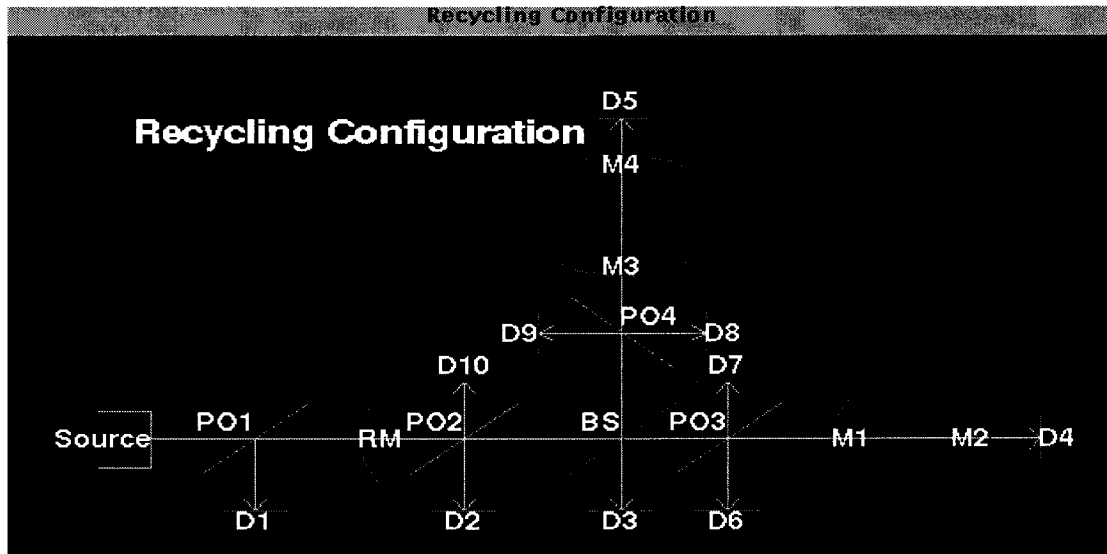 Recycling Configuration
D5
Recycling Configuration
M4
M3
PO4
D9 D8
D10 D7
PO1 PO2 BS PO3
Source RM M1 M2 D4
D1 D2 D3 D6